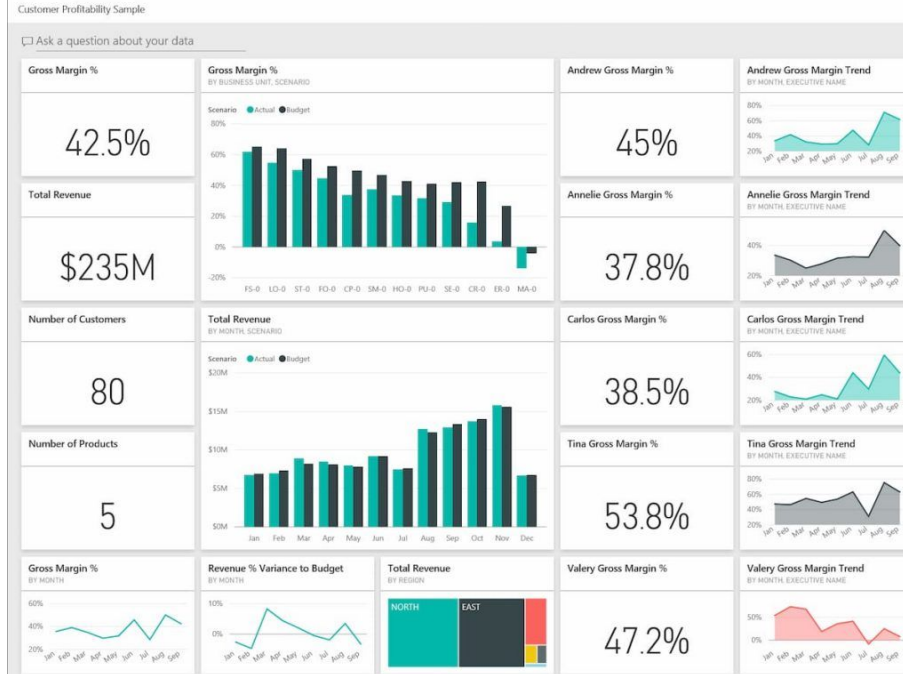 Customer Profitability Sample
Ask a question about your data
Gross Margin %
42.5%
Total Revenue
$235M
Number of Customers
80
Number of Products
5
Gross Margin %
BY BUSINESS UNIT, SCENARIO
Scenario Actual Budget
80%
60%
40%
20%
0%
-20%
FS-0 LO-0 ST-0 FO-0 CP-0 SM-0 HO-0 PU-0 SE-0 CR-0 ER-0 MA-0
Total Revenue
BY MONTH, SCENARIO
Scenario Actual Budget
$20M
$15M
$10M
$5M
$0M
Jan Feb Mar Apr May Jun Jul Aug Sep Oct Nov Dec
Andrew Gross Margin %
45%
Annelie Gross Margin %
37.8%
Carlos Gross Margin %
38.5%
Tina Gross Margin %
53.8%
Andrew Gross Margin Trend
BY MONTH, EXECUTIVE NAME
80%
60%
40%
20%
Jan Feb Mar Apr May Jun Jul Aug Sep
Annelie Gross Margin Trend
BY MONTH, EXECUTIVE NAME
40%
20%
Jan Feb Mar Apr May Jun Jul Aug Sep
Carlos Gross Margin Trend
BY MONTH, EXECUTIVE NAME
60%
40%
20%
Jan Feb Mar Apr May Jun Jul Aug Sep
Tina Gross Margin Trend
BY MONTH, EXECUTIVE NAME
80%
60%
40%
20%
Jan Feb Mar Apr May Jun Jul Aug Sep
Gross Margin %
BY MONTH
60%
40%
20%
Jan Feb Mar Apr May Jun Jul Aug Sep
Revenue % Variance to Budget
BY MONTH
10%
0%
Jan Feb Mar Apr May Jun Jul Aug Sep
Total Revenue
BY REGION
NORTH EAST
Valery Gross Margin %
47.2%
Valery Gross Margin Trend
BY MONTH, EXECUTIVE NAME
50%
0%
Jan Feb Mar Apr May Jun Jul Aug Sep